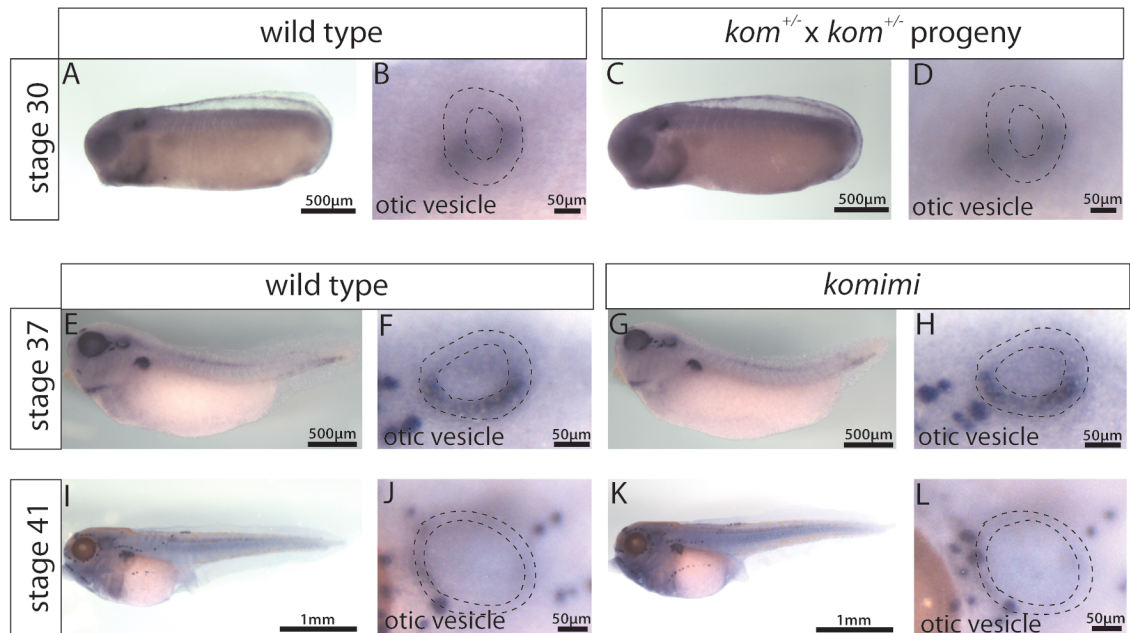 wild type
kom+/- x kom+/- progeny
stage 30
A
B
C
D
500µm
otic vesicle
50µm
500µm
otic vesicle
50µm
wild type
komimi
stage 37
E
F
G
H
500µm
otic vesicle
50µm
500µm
otic vesicle
50µm
stage 41
I
J
K
L
1mm
otic vesicle
50µm
1mm
otic vesicle
50µm